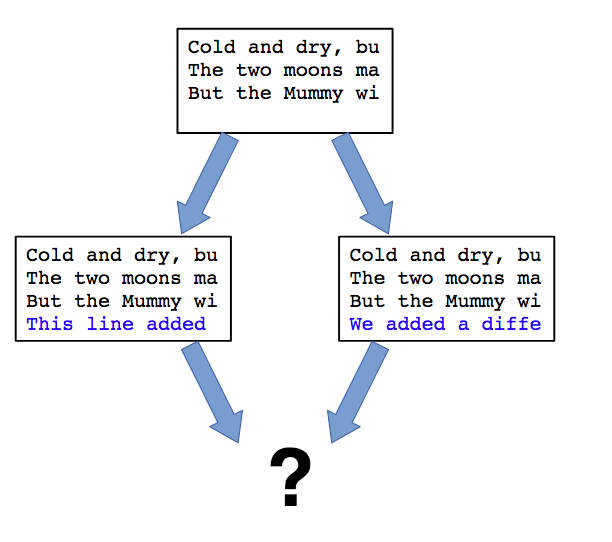 Cold and dry, bu
The two moons ma
But the Mummy wi
Cold and dry, bu
The two moons ma
But the Mummy wi
This line added
Cold and dry, bu
The two moons ma
But the Mummy wi
We added a diffe
?